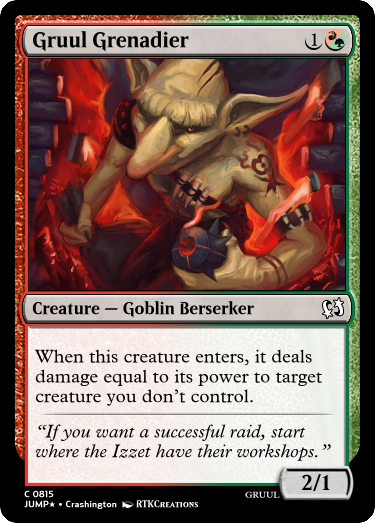 Gruul Grenadier 1
Creature — Goblin Berserker
When this creature enters, it deals
damage equal to its power to target
creature you don't control.
“If you want a successful raid, start
where the Izzet have their workshops.”
2/1
C 0815
JUMP★ • Crashington RTKCreations
GRUUL